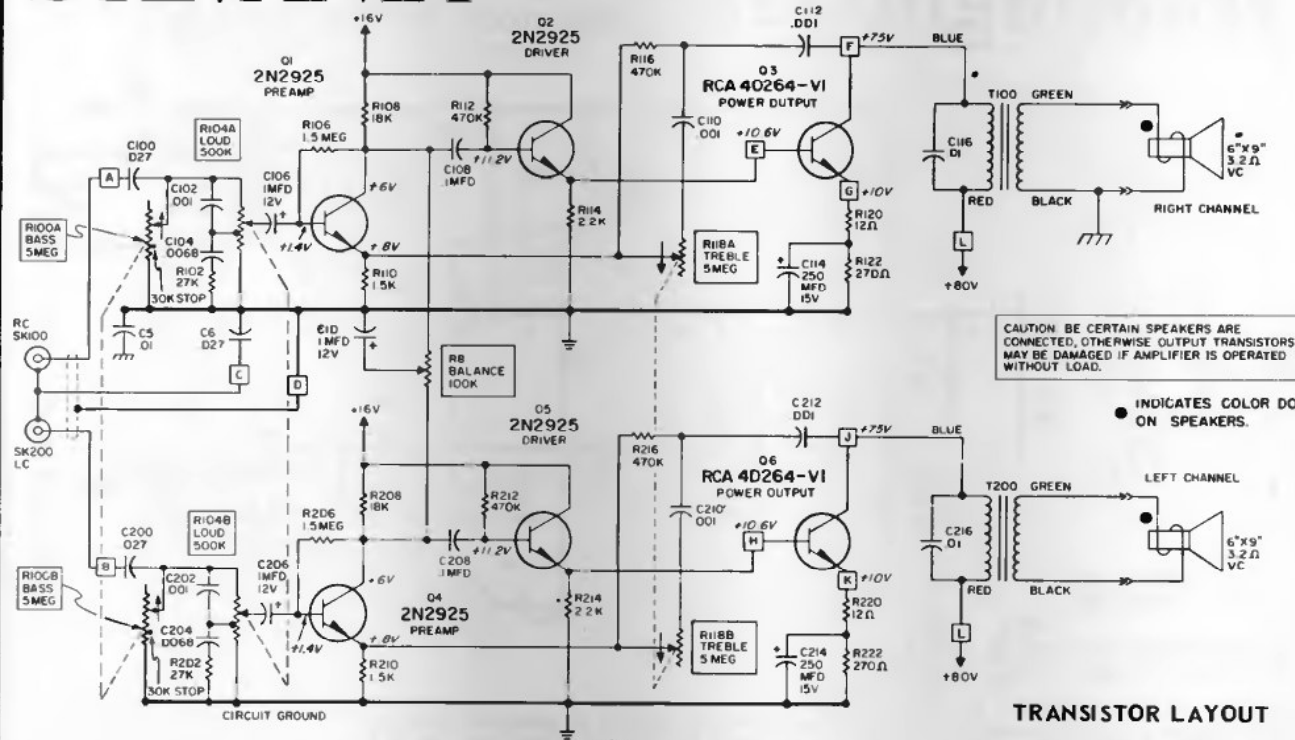 +16V
Q1
2N2925
PREAMP
Q2
2N2925
DRIVER
R108
18K
R112
470K
R106
1.5 MEG
R104A
LOUD
500K
C100
D27
A
C102
.001
C106
1MFD
12V
+
C108
.1MFD
+11.2V
+6V
+1.4V
+.8V
R100A
BASS
5MEG
C104
.0068
R102
27K
30K STOP
R110
1.5K
R114
2.2K
R116
470K
C112
.001
F
+75V
BLUE
Q3
RCA 40264-V1
POWER OUTPUT
C110
.001
+10.6V
E
G
+10V
R118A
TREBLE
5MEG
R120
12Ω
C114
250
MFD
15V
+
R122
270Ω
C116
D1
T100
GREEN
RED
BLACK
L
+80V
6"X9"
3.2Ω
VC
RIGHT CHANNEL
RC
SK100
SK200
LC
C5
.01
C6
.D27
C
D
C1D
1MFD
12V
+
R8
BALANCE
100K
CAUTION. BE CERTAIN SPEAKERS ARE
CONNECTED, OTHERWISE OUTPUT TRANSISTORS
MAY BE DAMAGED IF AMPLIFIER IS OPERATED
WITHOUT LOAD.
INDICATES COLOR DO
ON SPEAKERS.
+16V
Q5
2N2925
DRIVER
R208
18K
R212
470K
R206
1.5MEG
R104B
LOUD
500K
C200
.027
B
C202
.001
C206
1MFD
12V
+
C208
.1MFD
+11.2V
+6V
Q4
2N2925
PREAMP
+1.4V
+.8V
R100B
BASS
5MEG
C204
.0068
R2D2
27K
30K STOP
R210
1.5K
R214
2.2K
R216
470K
C212
.001
J
+75V
BLUE
Q6
RCA 4D264-V1
POWER OUTPUT
C210
.001
+10.6V
H
K
+10V
R118B
TREBLE
5 MEG
R220
12Ω
C214
250
MFD
15V
+
R222
270Ω
C216
.01
T200
GREEN
RED
BLACK
L
+80V
LEFT CHANNEL
6"X9"
3.2Ω
VC
CIRCUIT GROUND
TRANSISTOR LAYOUT